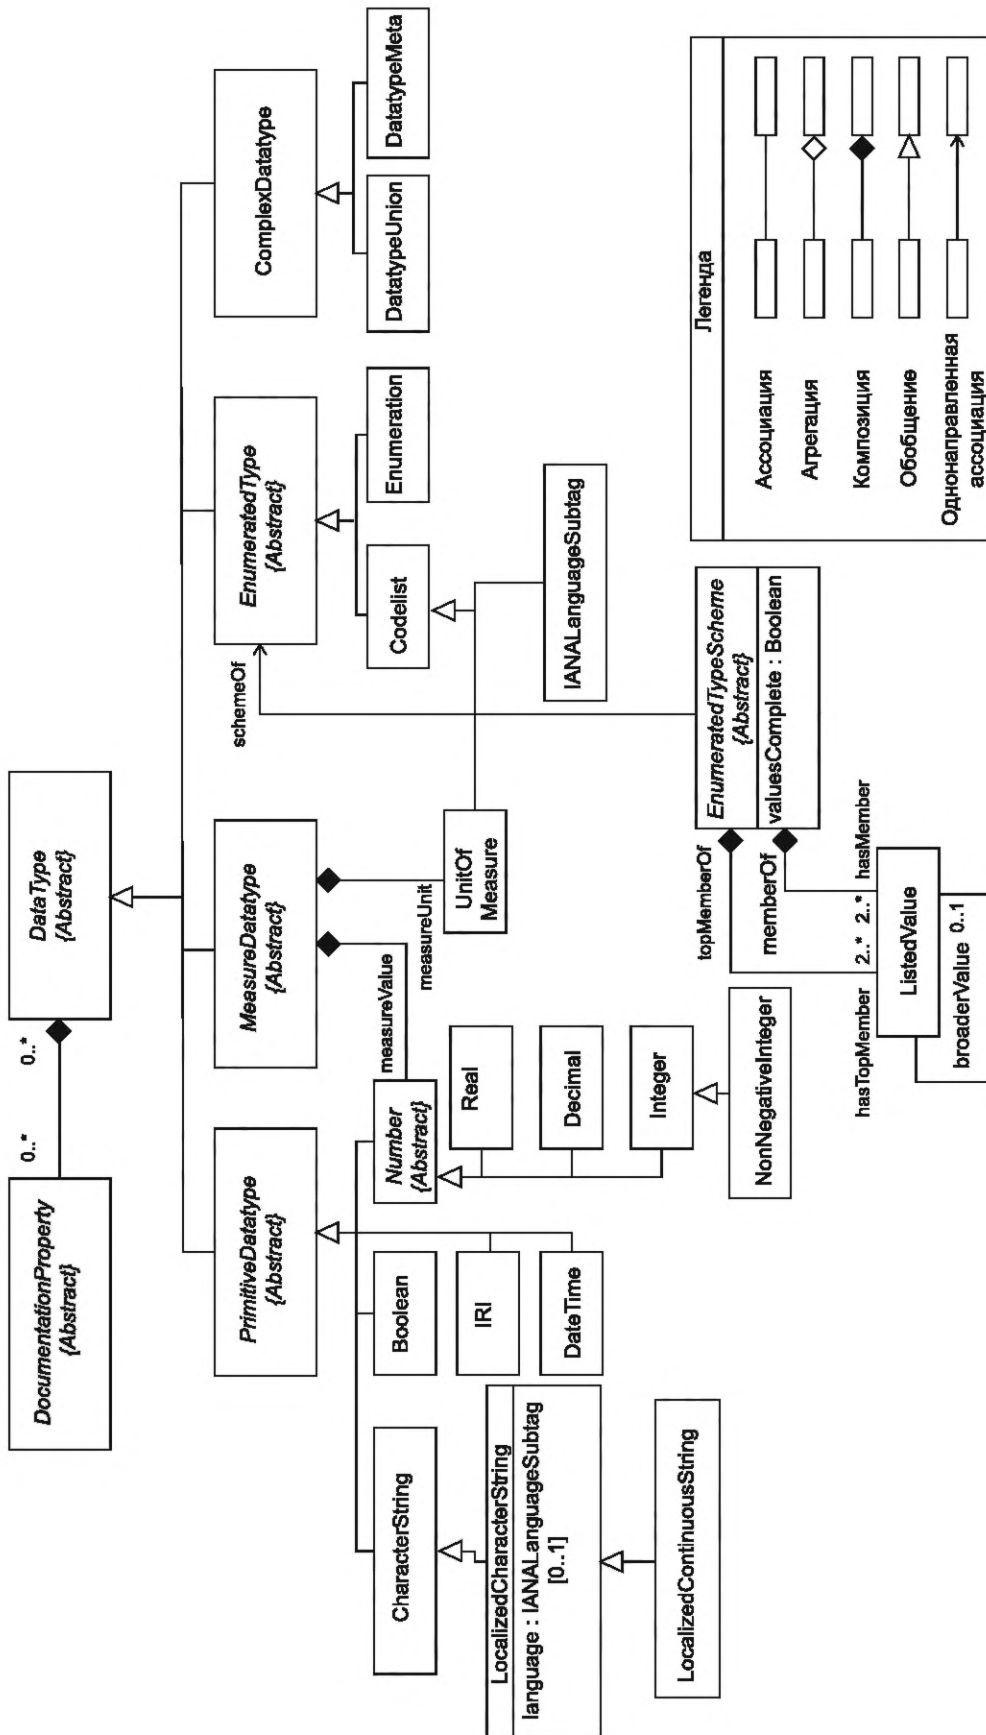 DocumentationProperty
{Abstract}
0..*
0..*
DataType
{Abstract}
PrimitiveDatatype
{Abstract}
MeasureDatatype
{Abstract}
schemeOf
EnumeratedType
{Abstract}
ComplexDatatype
CharacterString
Boolean
Number
{Abstract}
measureValue
measureUnit
Codelist
Enumeration
DatatypeUnion
DatatypeMeta
LocalizedCharacterString
language : IANALanguageSubtag
[0..1]
IRI
DateTime
Real
Decimal
Integer
UnitOf
Measure
IANALanguageSubtag
LocalizedContinuousString
NonNegativeInteger
topMemberOf
memberOf
EnumeratedTypeScheme
{Abstract}
valuesComplete : Boolean
hasTopMember
2..*
2..*
hasMember
ListedValue
broaderValue
0..1
Легенда
Ассоциация
Агрегация
Композиция
Обобщение
Однонаправленная
ассоциация